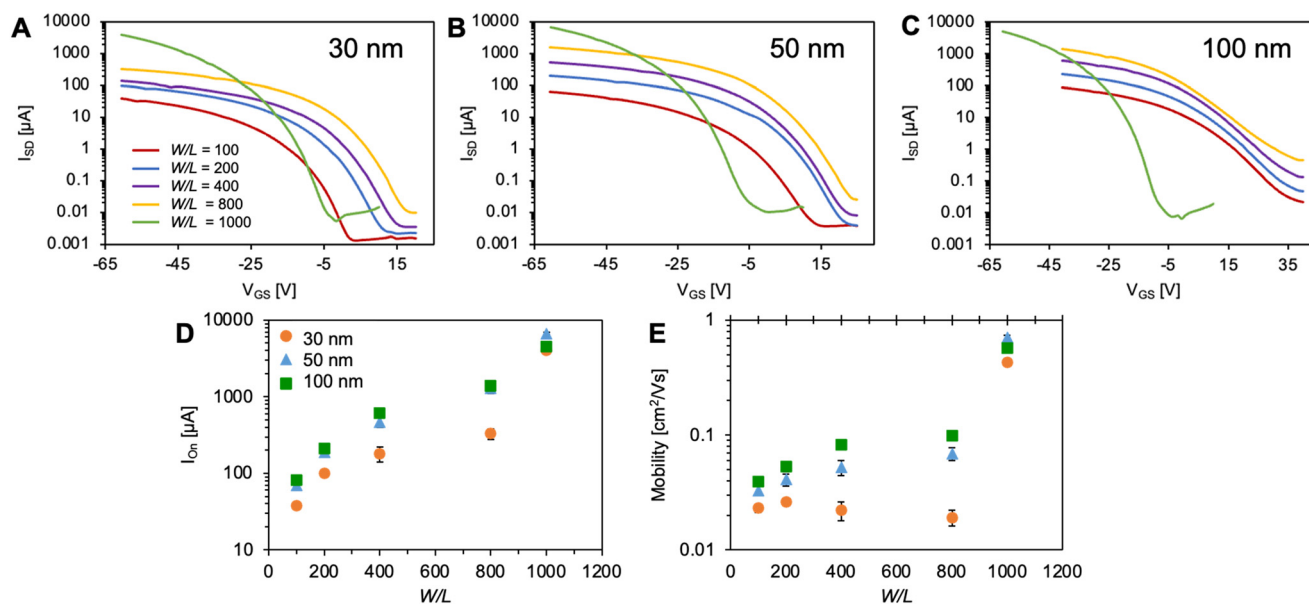 A
30 nm
10000
1000
100
10
1
0.1
0.01
0.001
I_SD [µA]
W/L = 100
W/L = 200
W/L = 400
W/L = 800
W/L = 1000
-65 -45 -25 -5 15
V_GS [V]
B
50 nm
10000
1000
100
10
1
0.1
0.01
0.001
I_SD [µA]
-65 -45 -25 -5 15
V_GS [V]
C
100 nm
10000
1000
100
10
1
0.1
0.01
0.001
I_SD [µA]
-65 -45 -25 -5 15 35
V_GS [V]
D
10000
1000
100
10
I_On [µA]
30 nm
50 nm
100 nm
0 200 400 600 800 1000 1200
W/L
E
1
0.1
0.01
Mobility [cm²/Vs]
0 200 400 600 800 1000 1200
W/L